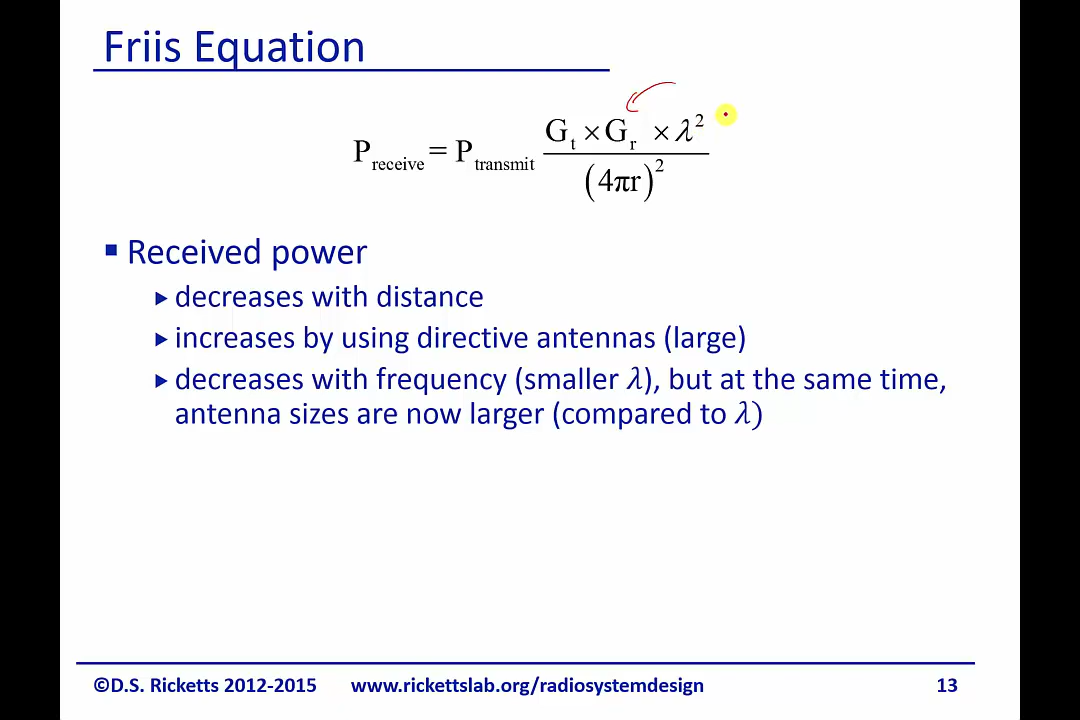 Friis Equation
P_receive = P_transmit (G_t × G_r × λ²) / (4πr)²
■ Received power
▶ decreases with distance
▶ increases by using directive antennas (large)
▶ decreases with frequency (smaller λ), but at the same time,
antenna sizes are now larger (compared to λ)
©D.S. Ricketts 2012-2015 www.rickettslab.org/radiosystemdesign 13